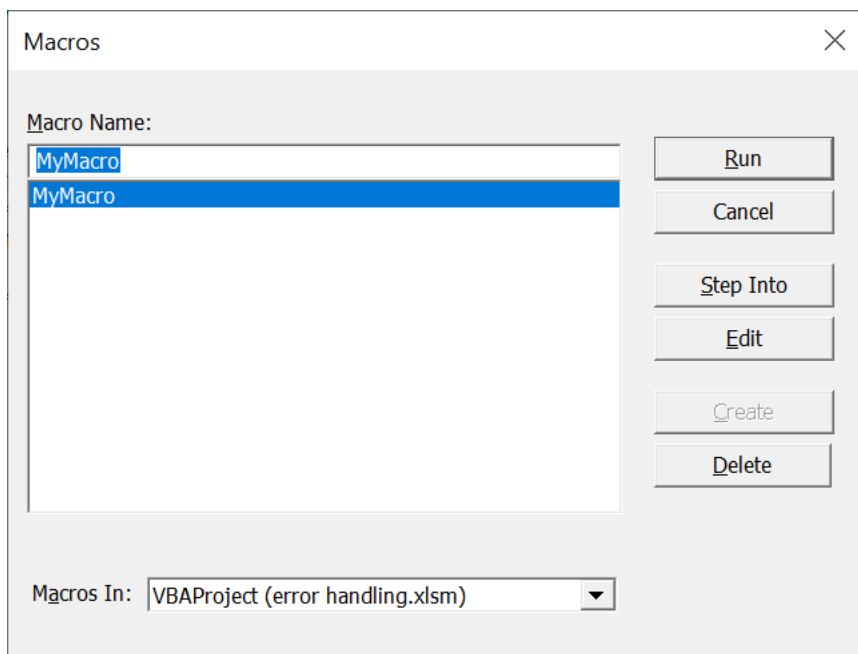 Macros
Macro Name:
MyMacro
MyMacro
Run
Cancel
Step Into
Edit
Create
Delete
Macros In: VBAProject (error handling.xlsm)